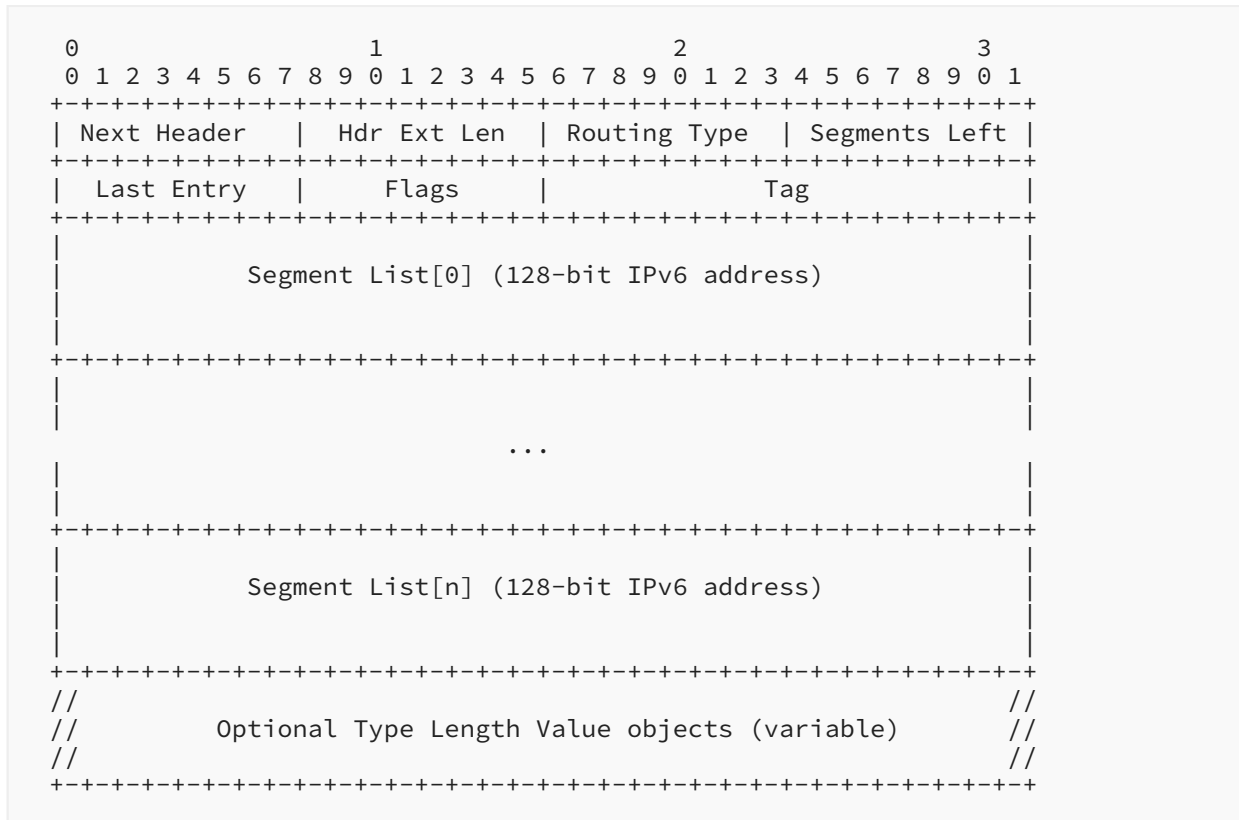 0                   1                   2                   3
0 1 2 3 4 5 6 7 8 9 0 1 2 3 4 5 6 7 8 9 0 1 2 3 4 5 6 7 8 9 0 1
+-+-+-+-+-+-+-+-+-+-+-+-+-+-+-+-+-+-+-+-+-+-+-+-+-+-+-+-+-+-+-+-+
| Next Header   |  Hdr Ext Len  | Routing Type  | Segments Left |
+-+-+-+-+-+-+-+-+-+-+-+-+-+-+-+-+-+-+-+-+-+-+-+-+-+-+-+-+-+-+-+-+
|  Last Entry   |     Flags     |              Tag              |
+-+-+-+-+-+-+-+-+-+-+-+-+-+-+-+-+-+-+-+-+-+-+-+-+-+-+-+-+-+-+-+-+
|                                                               |
|            Segment List[0] (128-bit IPv6 address)             |
|                                                               |
|                                                               |
+-+-+-+-+-+-+-+-+-+-+-+-+-+-+-+-+-+-+-+-+-+-+-+-+-+-+-+-+-+-+-+-+
|                                                               |
|                                                               |
                              ...
|                                                               |
|                                                               |
+-+-+-+-+-+-+-+-+-+-+-+-+-+-+-+-+-+-+-+-+-+-+-+-+-+-+-+-+-+-+-+-+
|                                                               |
|            Segment List[n] (128-bit IPv6 address)             |
|                                                               |
|                                                               |
+-+-+-+-+-+-+-+-+-+-+-+-+-+-+-+-+-+-+-+-+-+-+-+-+-+-+-+-+-+-+-+-+
//                                                             //
//         Optional Type Length Value objects (variable)       //
//                                                             //
+-+-+-+-+-+-+-+-+-+-+-+-+-+-+-+-+-+-+-+-+-+-+-+-+-+-+-+-+-+-+-+-+